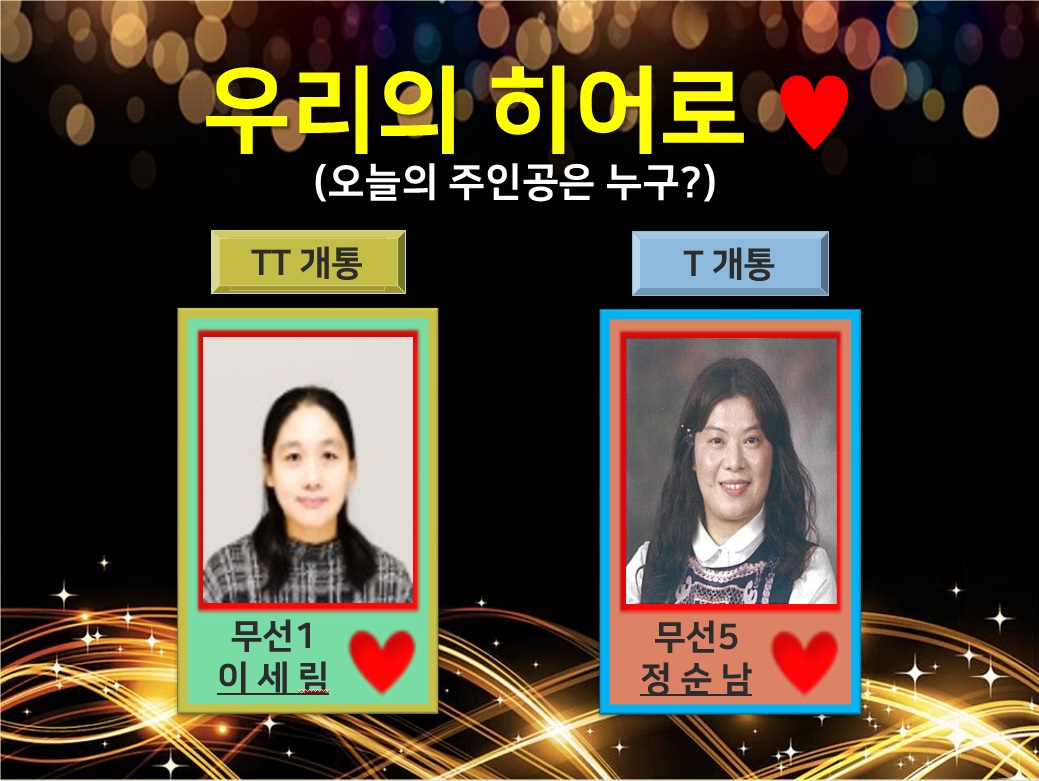 우리의 히어로 ♥
(오늘의 주인공은 누구?)
TT 개통
T 개통
무선1
이 세 림
무선5
정 순 남